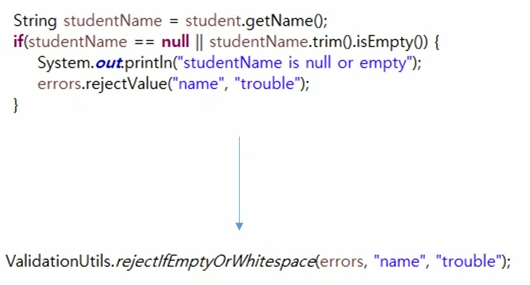 String studentName = student.getName();
if(studentName == null || studentName.trim().isEmpty()) {
System.out.println("studentName is null or empty");
errors.rejectValue("name", "trouble");
}
ValidationUtils.rejectIfEmptyOrWhitespace(errors, "name", "trouble");